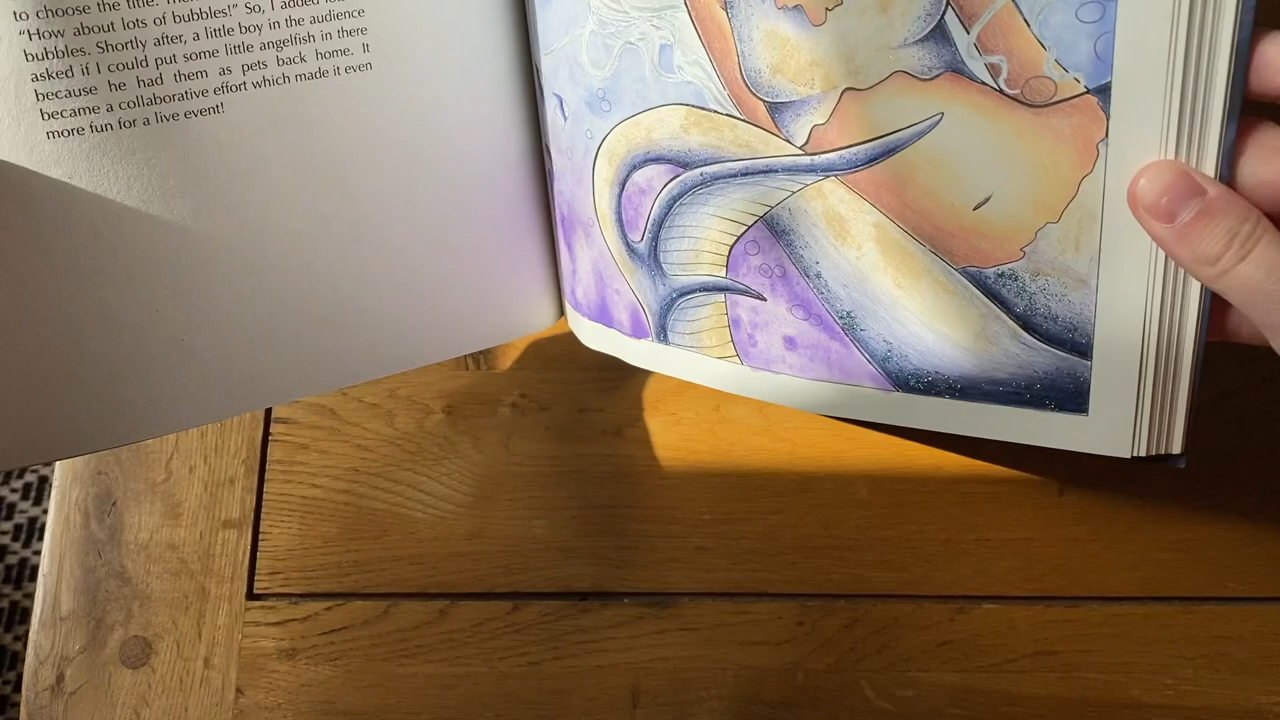 to choose the title.
"How about lots of bubbles!" So, I added
bubbles. Shortly after, a little boy in the audience
asked if I could put some little angelfish in there
because he had them as pets back home. It
became a collaborative effort which made it even
more fun for a live event!